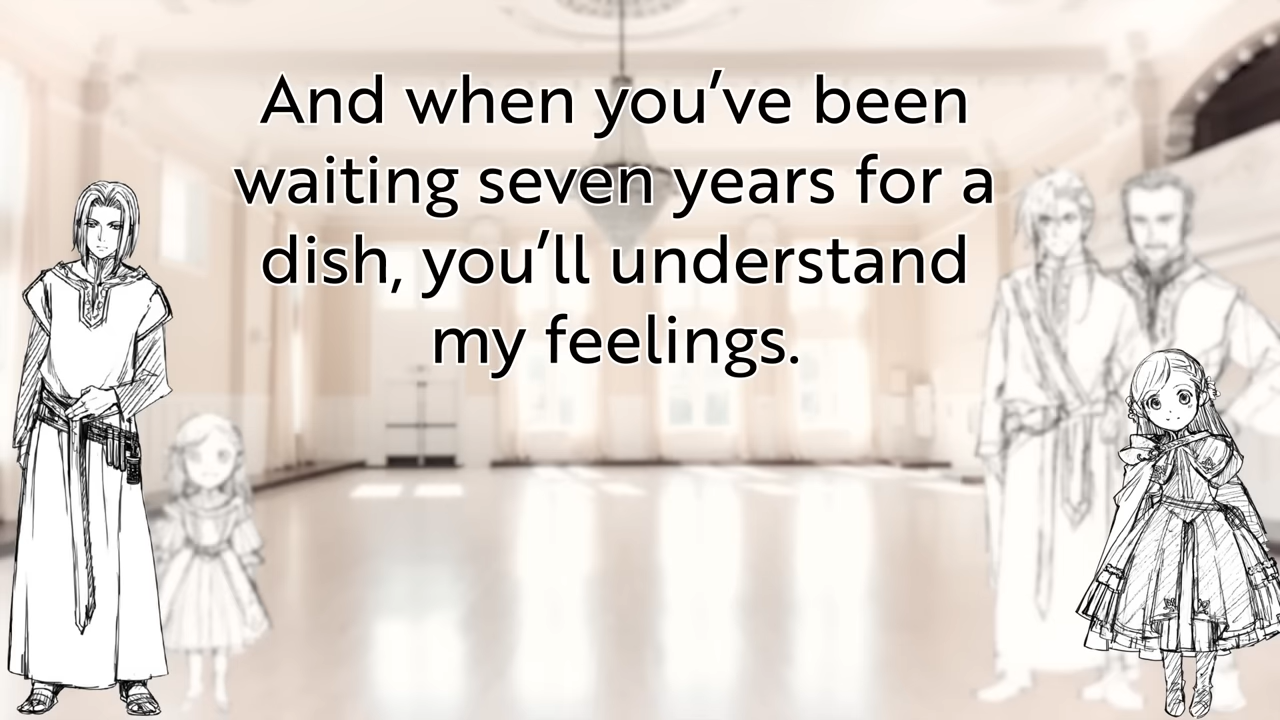 And when you’ve been
waiting seven years for a
dish, you’ll understand
my feelings.